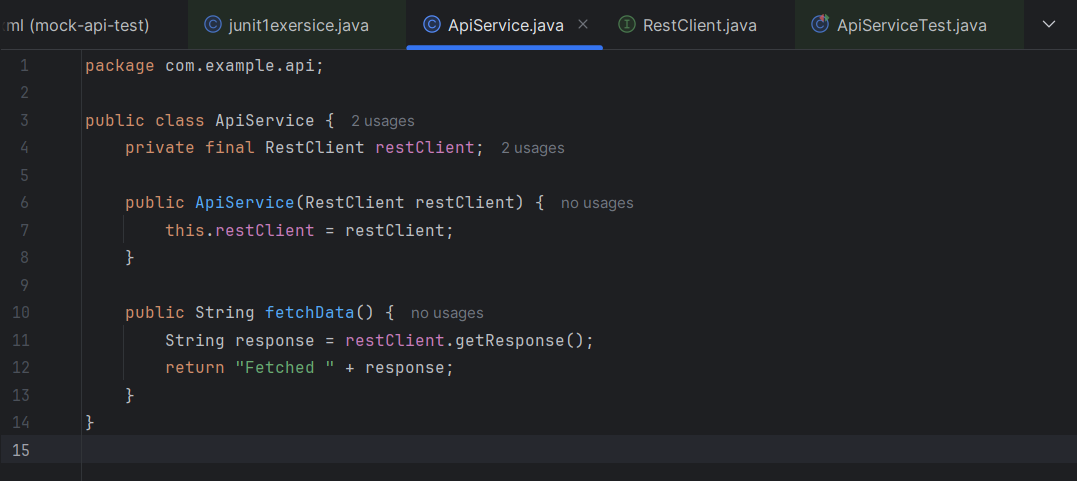 ml (mock-api-test) junit1exersice.java ApiService.java RestClient.java ApiServiceTest.java
1 package com.example.api;
2
3 public class ApiService { 2 usages
4     private final RestClient restClient; 2 usages
5
6     public ApiService(RestClient restClient) { no usages
7         this.restClient = restClient;
8     }
9
10     public String fetchData() { no usages
11         String response = restClient.getResponse();
12         return "Fetched " + response;
13     }
14 }
15